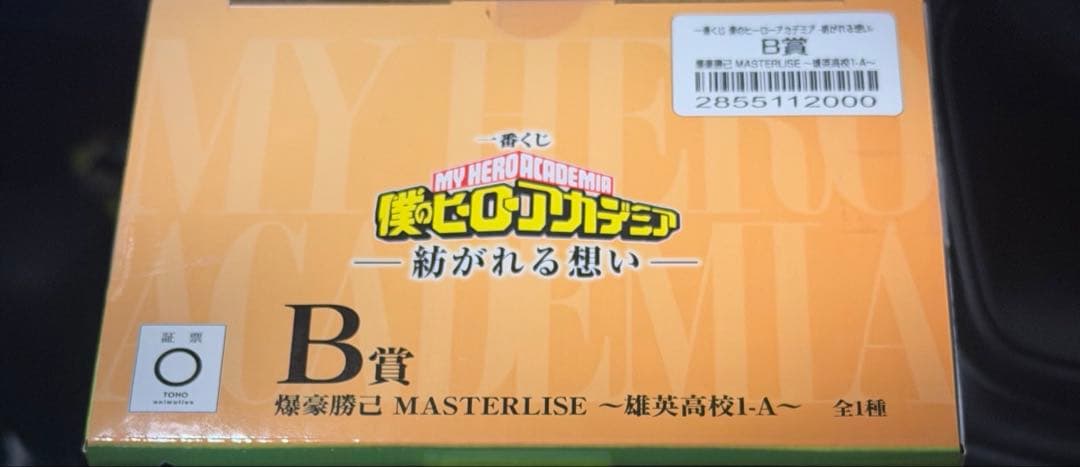 MY HERO
ACADEMIA
一番くじ 僕のヒーローアカデミア -紡がれる想い-
B賞
爆豪勝己 MASTERLISE ～雄英高校1-A～
2855112000
一番くじ
MY HERO ACADEMIA
僕のヒーローアカデミア
― 紡がれる想い ―
証 票
TOHO
animation
B賞
爆豪勝己 MASTERLISE ～雄英高校1-A～ 全1種